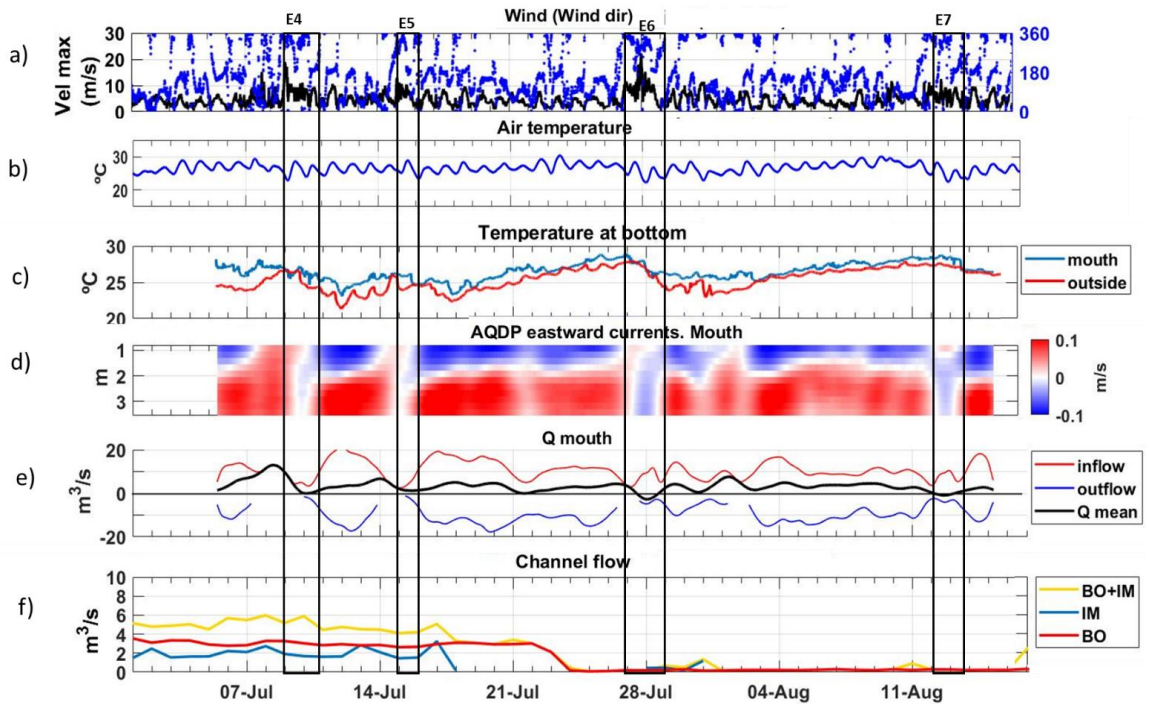 E4 E5 Wind (Wind dir) E6 E7
a)
Vel max
(m/s)
30
20
10
0
360
180
0
Air temperature
b)
ºC
30
20
Temperature at bottom
c)
ºC
30
25
20
mouth
outside
AQDP eastward currents. Mouth
d)
m
1
2
3
0.1
0
-0.1
m/s
Q mouth
e)
m³/s
20
0
-20
inflow
outflow
Q mean
Channel flow
f)
m³/s
10
8
6
4
2
0
BO+IM
IM
BO
07-Jul 14-Jul 21-Jul 28-Jul 04-Aug 11-Aug